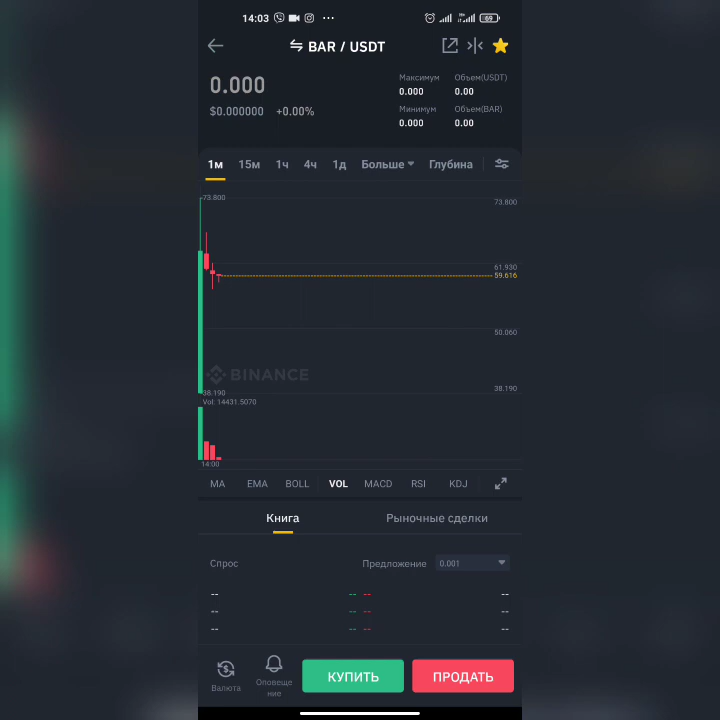 14:03 69
BAR / USDT
0.000
$0.000000 +0.00%
Максимум Объем(USDT)
0.000 0.00
Минимум Объем(BAR)
0.000 0.00
1м 15м 1ч 4ч 1д Больше Глубина
73.800
73.800
61.930
59.616
50.060
BINANCE
38.190
38.190
Vol: 14431.5070
14:00
MA EMA BOLL VOL MACD RSI KDJ
Книга Рыночные сделки
Спрос Предложение 0.001
-- -- -- --
-- -- -- --
-- -- -- --
Валюта
Оповеще
ние
КУПИТЬ ПРОДАТЬ